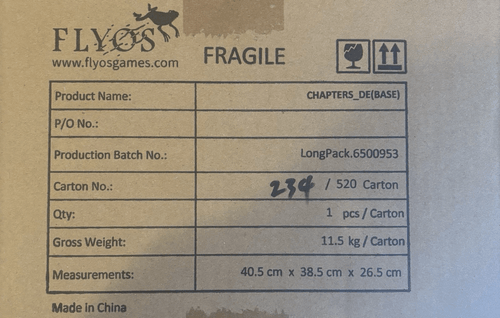 FLYOS
www.flyosgames.com
FRAGILE
Product Name: CHAPTERS_DE(BASE)
P/O No.:
Production Batch No.: LongPack.6500953
Carton No.: 234 / 520 Carton
Qty: 1 pcs / Carton
Gross Weight: 11.5 kg / Carton
Measurements: 40.5 cm x 38.5 cm x 26.5 cm
Made in China